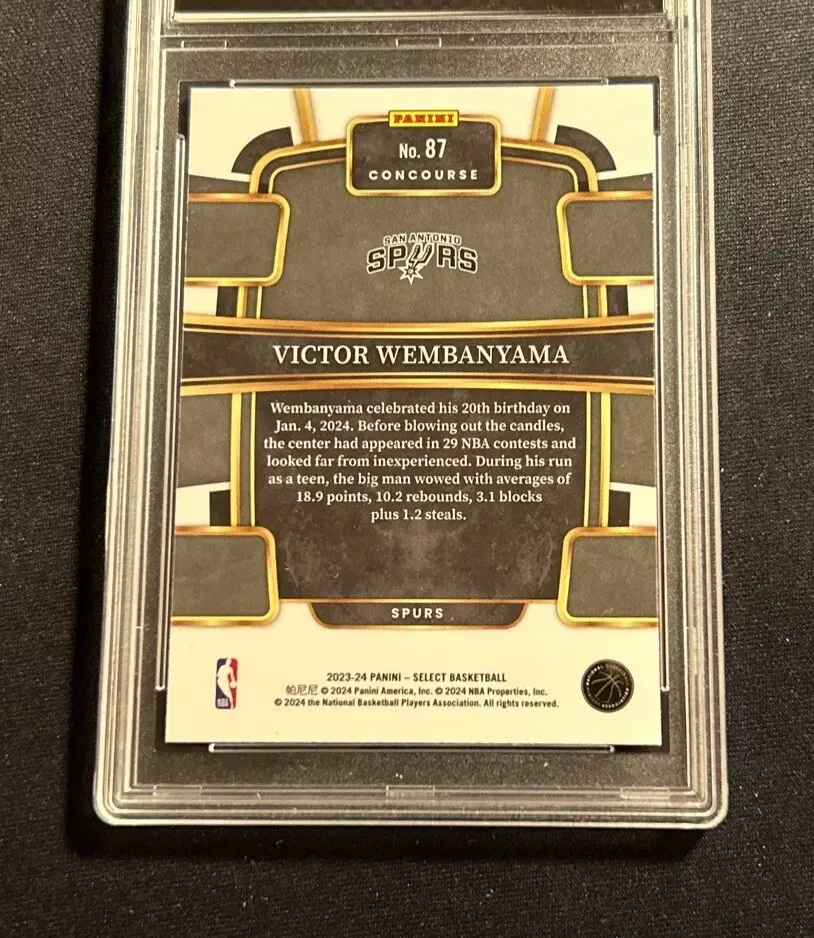 PANINI
No. 87
CONCOURSE
SAN ANTONIO
SPURS
VICTOR WEMBANYAMA
Wembanyama celebrated his 20th birthday on
Jan. 4, 2024. Before blowing out the candles,
the center had appeared in 29 NBA contests and
looked far from inexperienced. During his run
as a teen, the big man wowed with averages of
18.9 points, 10.2 rebounds, 3.1 blocks
plus 1.2 steals.
SPURS
2023-24 PANINI – SELECT BASKETBALL
帕尼尼 © 2024 Panini America, Inc. © 2024 NBA Properties, Inc.
© 2024 the National Basketball Players Association. All rights reserved.
NBA